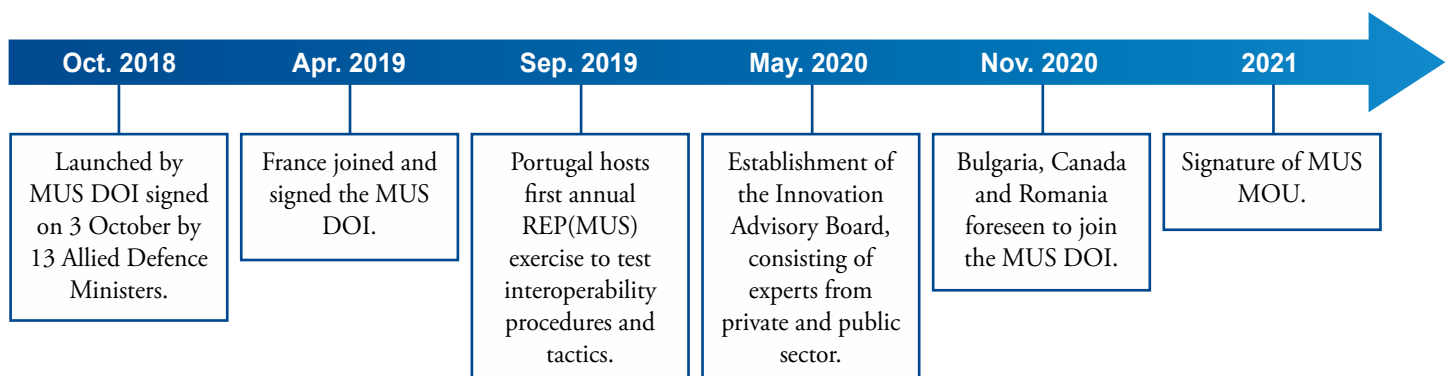 Oct. 2018
Apr. 2019
Sep. 2019
May. 2020
Nov. 2020
2021
Launched by
MUS DOI signed
on 3 October by
13 Allied Defence
Ministers.
France joined and
signed the MUS
DOI.
Portugal hosts
first annual
REP(MUS)
exercise to test
interoperability
procedures and
tactics.
Establishment of
the Innovation
Advisory Board,
consisting of
experts from
private and public
sector.
Bulgaria, Canada
and Romania
foreseen to join
the MUS DOI.
Signature of MUS
MOU.